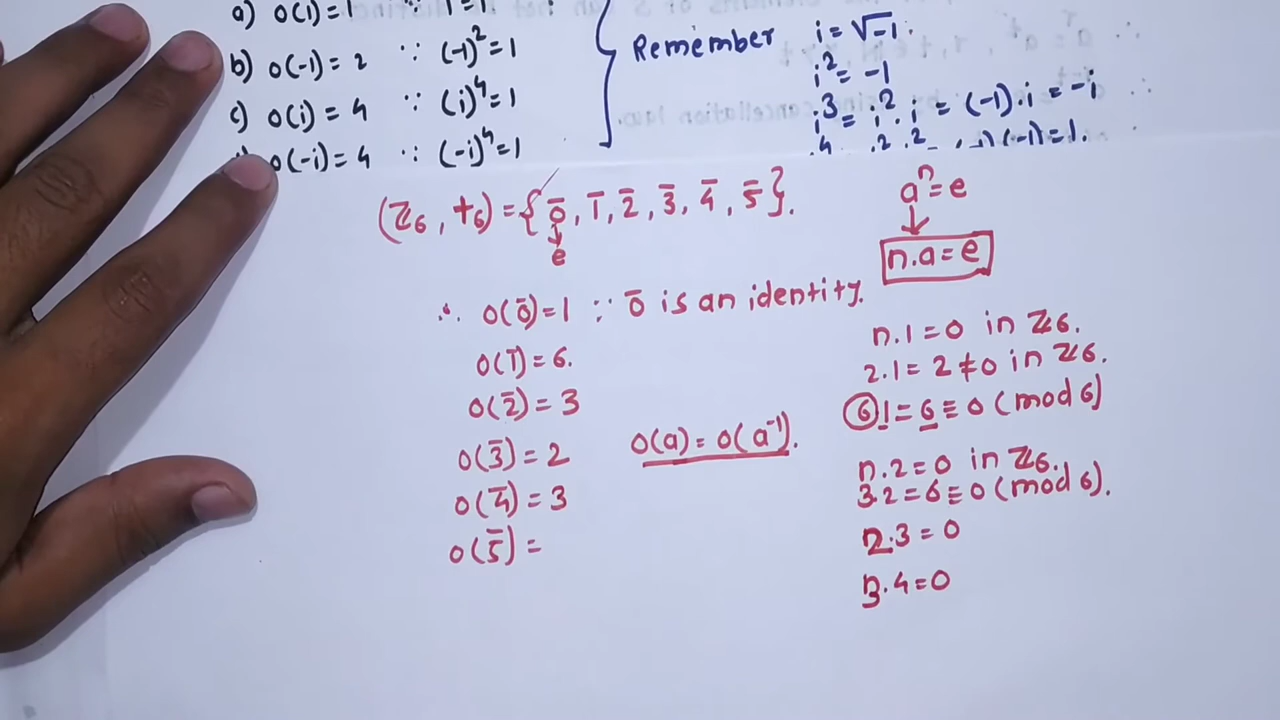 a) o(i) = 1 ∵ 1 = 1
b) o(-1) = 2 ∵ (-1)² = 1
c) o(i) = 4 ∵ (i)⁴ = 1
o(-i) = 4 ∵ (-i)⁴ = 1
Remember i = √-1.
i² = -1
i³ = i².i = (-1).i = -i
(ℤ6, +6) = { 0̄, 1̄, 2̄, 3̄, 4̄, 5̄ }.
e
aⁿ = e
n.a = e
∴ o(0̄) = 1 ∵ 0̄ is an identity.
o(1̄) = 6.
o(2̄) = 3
o(3̄) = 2
o(4̄) = 3
o(5̄) =
o(a) = o(a⁻¹).
n.1 = 0 in ℤ6.
2.1 = 2 ≠ 0 in ℤ6.
6 1 = 6 ≡ 0 (mod 6)
n.2 = 0 in ℤ6.
3.2 = 6 ≡ 0 (mod 6).
2.3 = 0
3.4 = 0